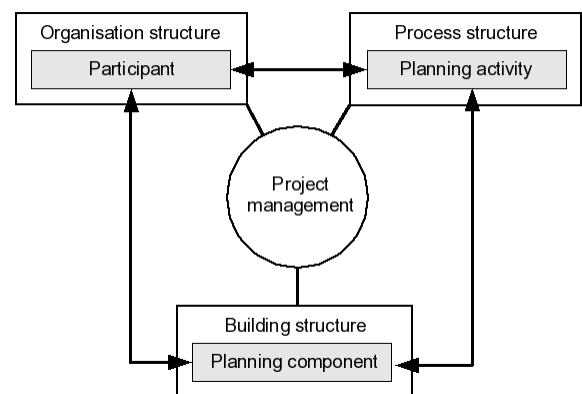 Organisation structure
Participant
Process structure
Planning activity
Project
management
Building structure
Planning component